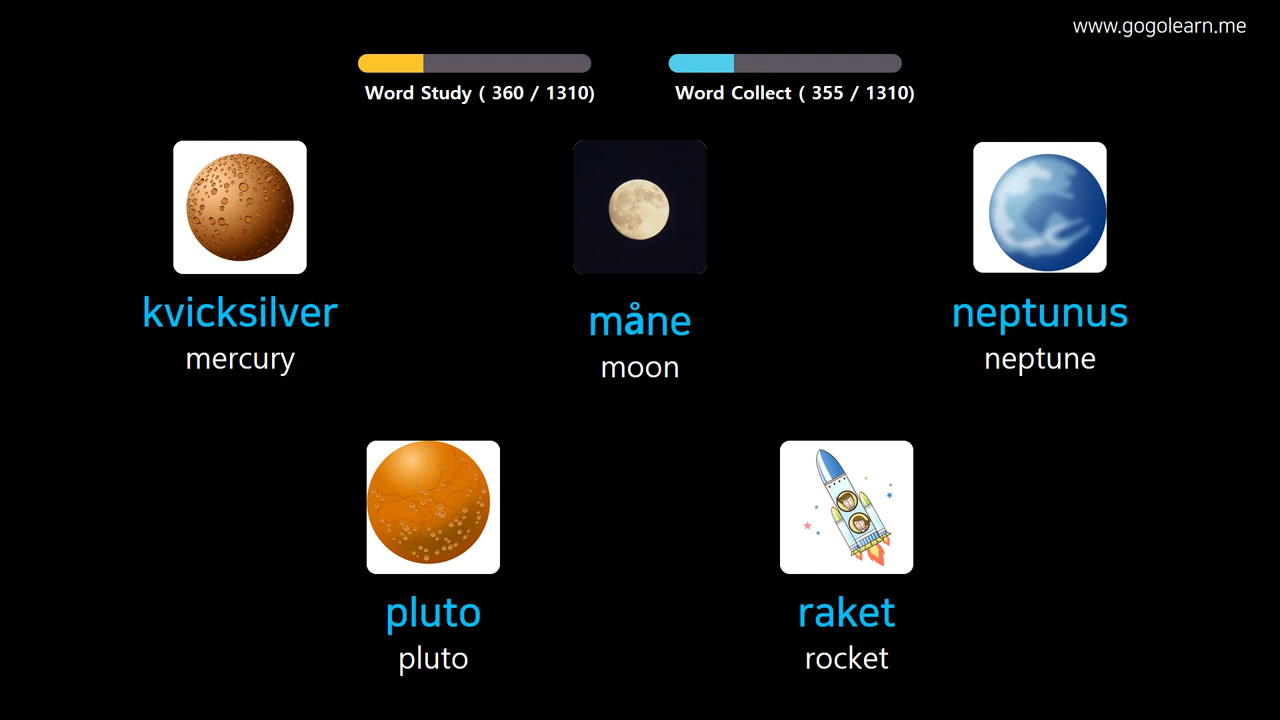 www.gogolearn.me
Word Study ( 360 / 1310)
Word Collect ( 355 / 1310)
kvicksilver
mercury
måne
moon
neptunus
neptune
pluto
pluto
raket
rocket